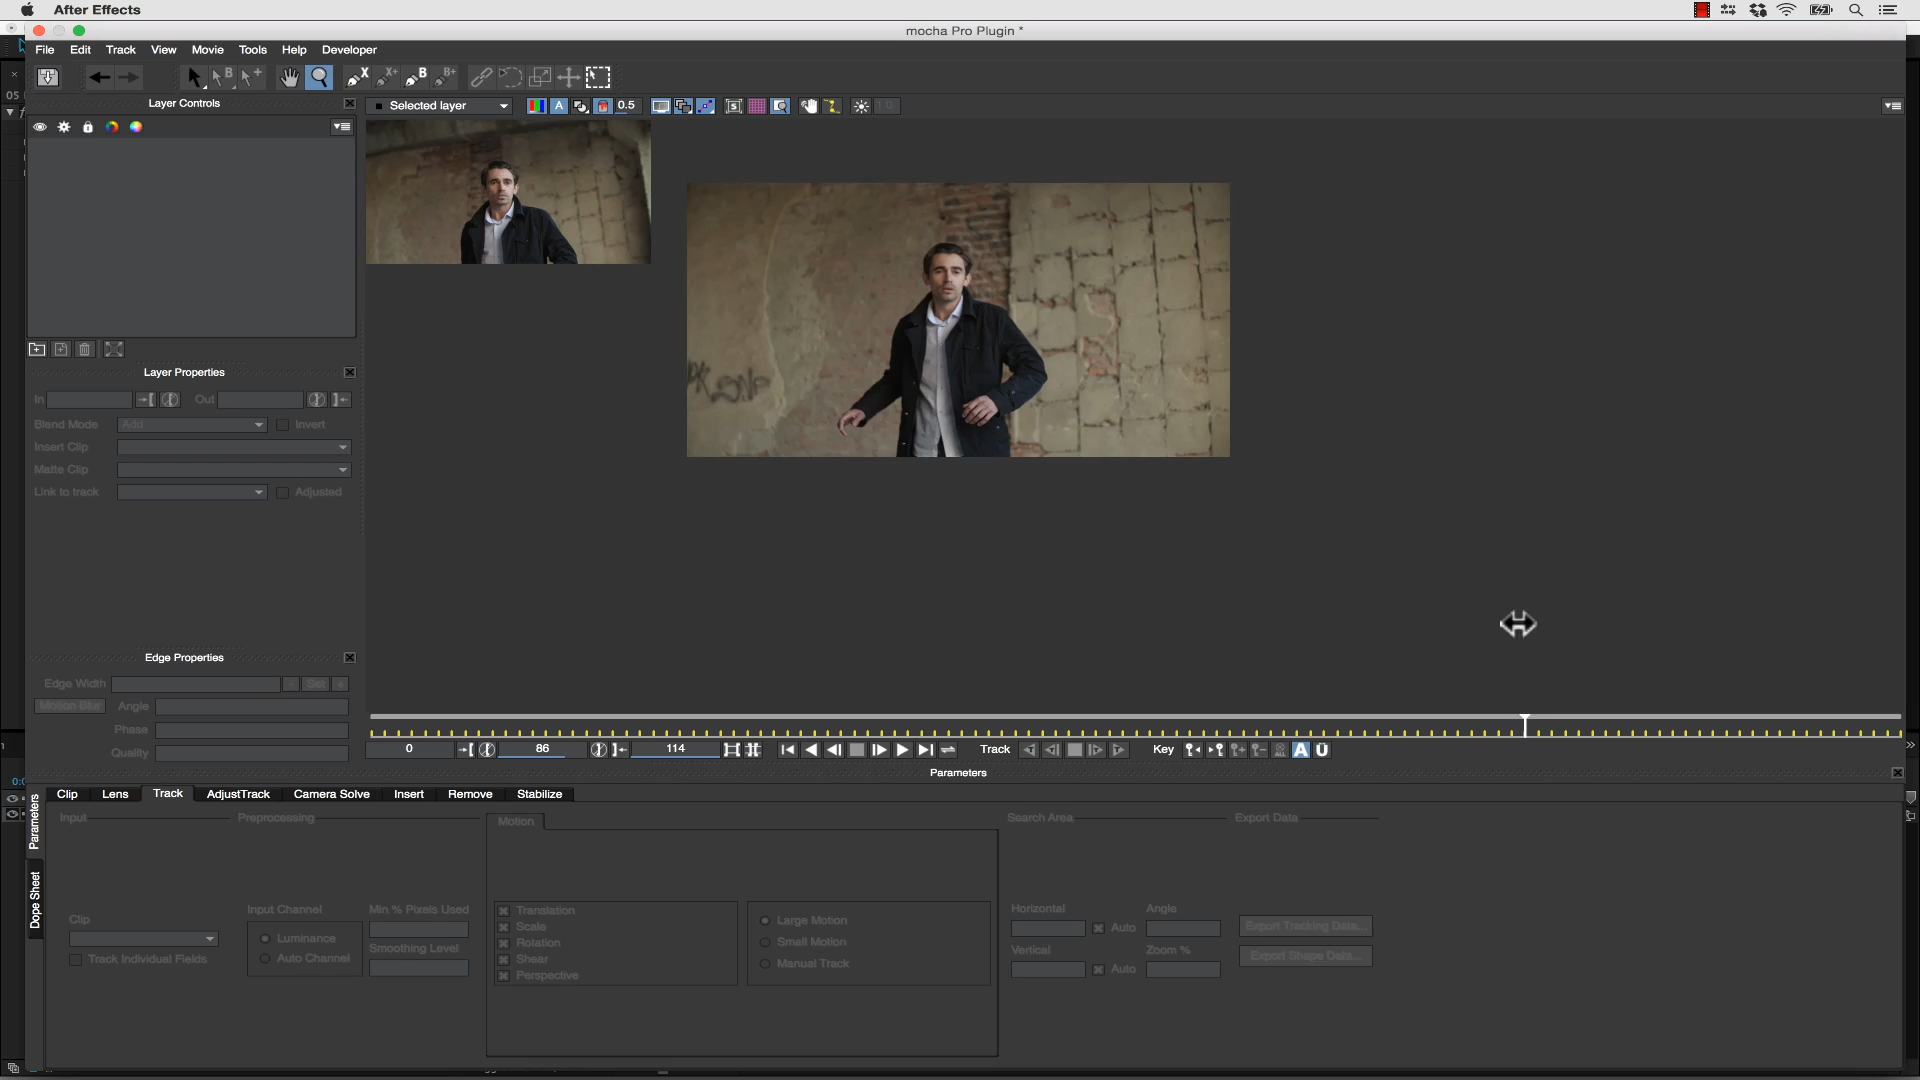 After Effects
mocha Pro Plugin *
File Edit Track View Movie Tools Help Developer
Layer Controls
Selected layer
A
0.5
1.0
05
Layer Properties
In
Out
Blend Mode
Add
Invert
Insert Clip
Matte Clip
Link to track
Adjusted
Edge Properties
Edge Width
Set
Motion Blur
Angle
Phase
Quality
0
86
114
Track
Key
A
Parameters
Clip Lens Track AdjustTrack Camera Solve Insert Remove Stabilize
Parameters
Dope Sheet
Input
Preprocessing
Motion
Search Area
Export Data
Clip
Track Individual Fields
Input Channel
Luminance
Auto Channel
Min % Pixels Used
Smoothing Level
Translation
Scale
Rotation
Shear
Perspective
Large Motion
Small Motion
Manual Track
Horizontal
Auto
Angle
Vertical
Auto
Zoom %
Export Tracking Data...
Export Shape Data...